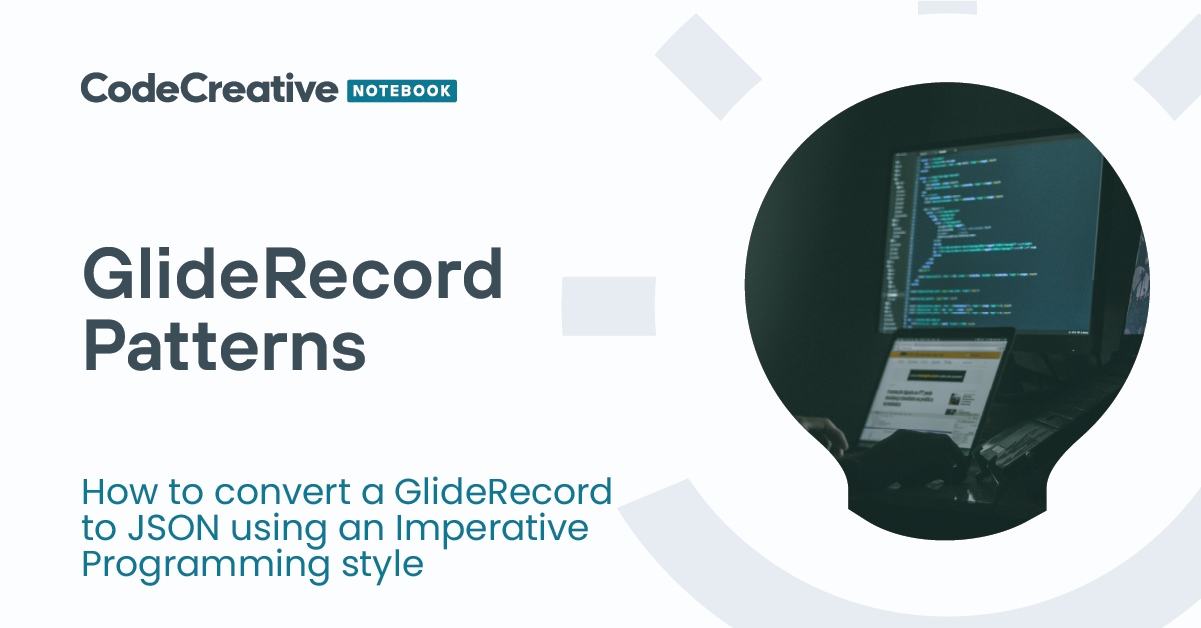 CodeCreative NOTEBOOK
GlideRecord
Patterns
How to convert a GlideRecord
to JSON using an Imperative
Programming style